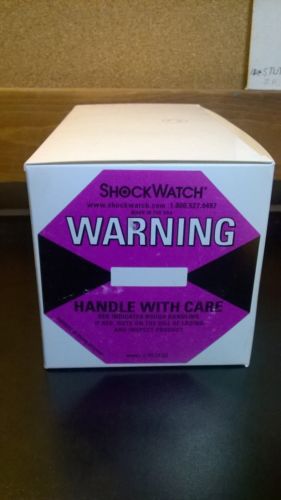 SHOCKWATCH®
www.shockwatch.com 1.800.527.9497
MADE IN THE USA
WARNING
HANDLE WITH CARE
RED INDICATES ROUGH HANDLING.
IF RED, NOTE ON THE BILL OF LADING
AND INSPECT PRODUCT.